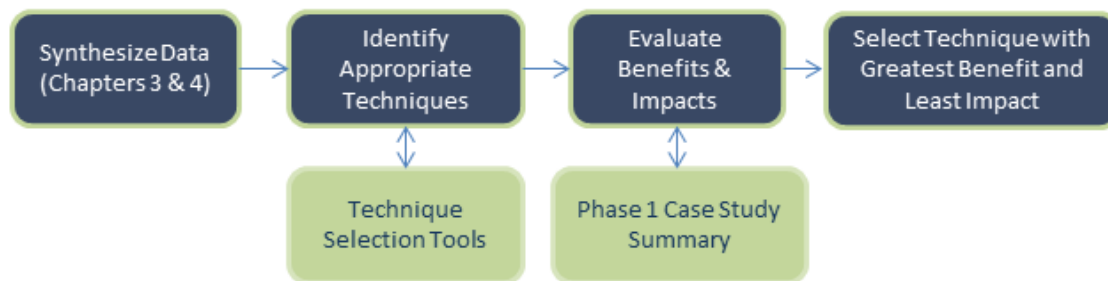 Synthesize Data
(Chapters 3 & 4)
Identify
Appropriate
Techniques
Evaluate
Benefits &
Impacts
Select Technique with
Greatest Benefit and
Least Impact
Technique
Selection Tools
Phase 1 Case Study
Summary